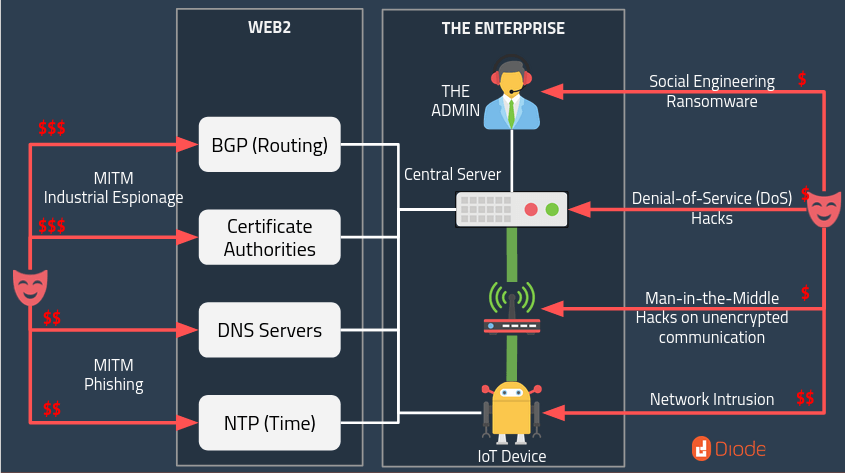 WEB2
THE ENTERPRISE
$$$
MITM
Industrial Espionage
$$$
$$
MITM
Phishing
$$
BGP (Routing)
Certificate
Authorities
DNS Servers
NTP (Time)
THE
ADMIN
Central Server
IoT Device
Social Engineering
Ransomware
$
Denial-of-Service (DoS)
Hacks
$
Man-in-the-Middle
Hacks on unencrypted
communication
$
Network Intrusion
$$
Diode